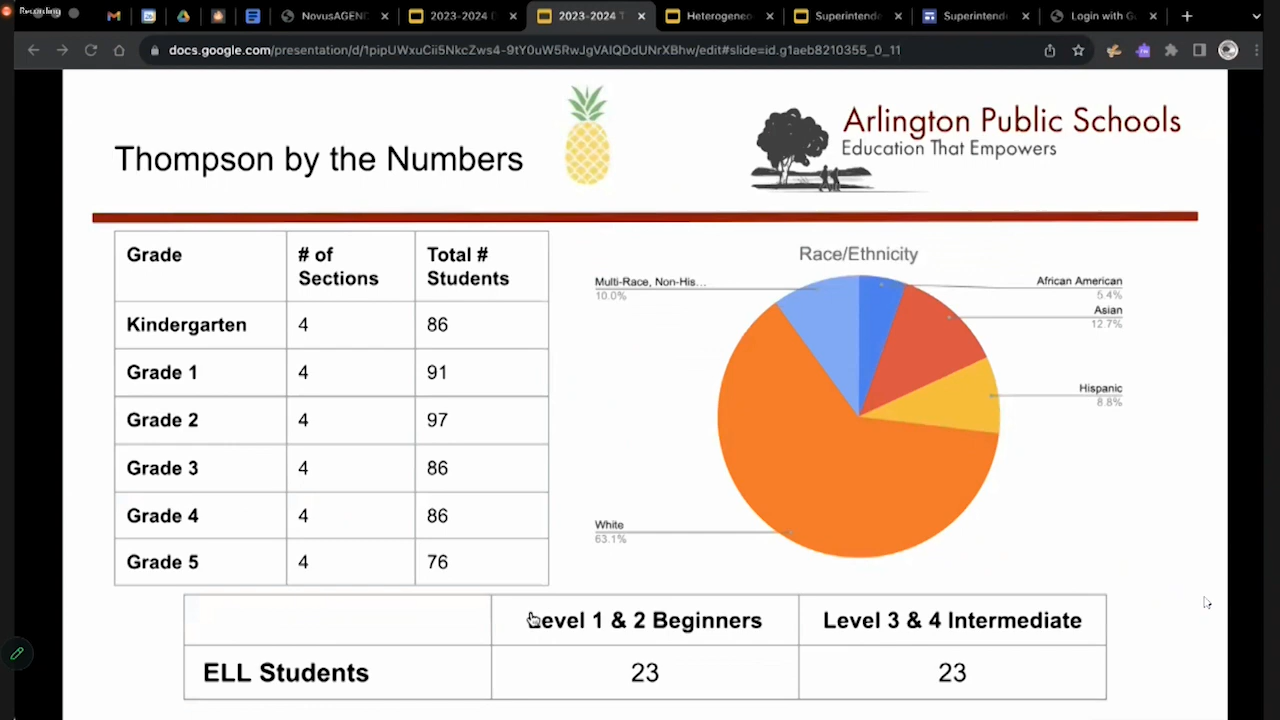 Recording
NovusAGEND
2023-2024
2023-2024 T
Heterogeneo
Superintende
Superintend
Login with G
docs.google.com/presentation/d/1pipUWxuCii5NkcZws4-9tY0uW5RwJgVAIQDdUNrXBhw/edit#slide=id.g1aeb8210355_0_11
Thompson by the Numbers
Arlington Public Schools
Education That Empowers
Grade # of Sections Total # Students
Kindergarten 4 86
Grade 1 4 91
Grade 2 4 97
Grade 3 4 86
Grade 4 4 86
Grade 5 4 76
Race/Ethnicity
Multi-Race, Non-His...
10.0%
African American
5.4%
Asian
12.7%
Hispanic
8.8%
White
63.1%
Level 1 & 2 Beginners Level 3 & 4 Intermediate
ELL Students 23 23